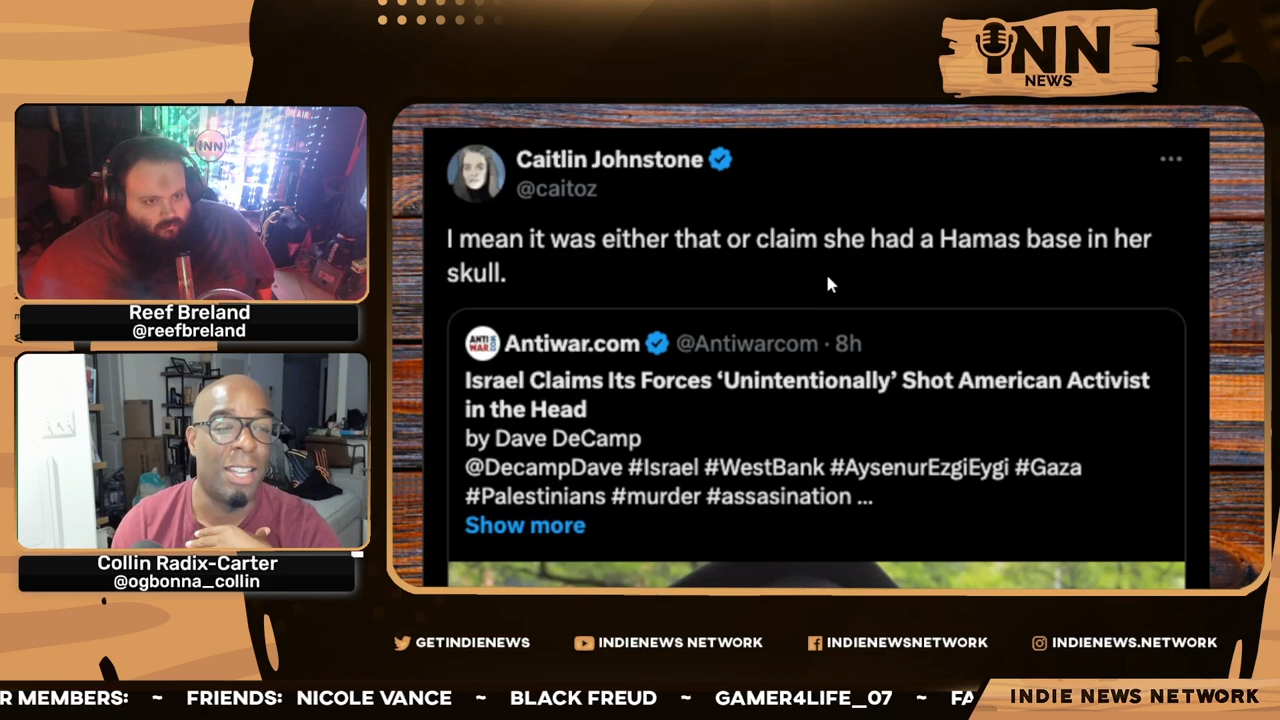 INN
NEWS
INN
Reef Breland
@reefbreland
Collin Radix-Carter
@ogbonna_collin
Caitlin Johnstone
@caitoz
I mean it was either that or claim she had a Hamas base in her
skull.
ANTI
WAR
Antiwar.com @Antiwarcom · 8h
Israel Claims Its Forces ‘Unintentionally’ Shot American Activist
in the Head
by Dave DeCamp
@DecampDave #Israel #WestBank #AysenurEzgiEygi #Gaza
#Palestinians #murder #assasination ...
Show more
GETINDIENEWS INDIENEWS NETWORK INDIENEWSNETWORK INDIENEWS.NETWORK
R MEMBERS: ~ FRIENDS: NICOLE VANCE ~ BLACK FREUD ~ GAMER4LIFE_07 ~ FA
INDIE NEWS NETWORK